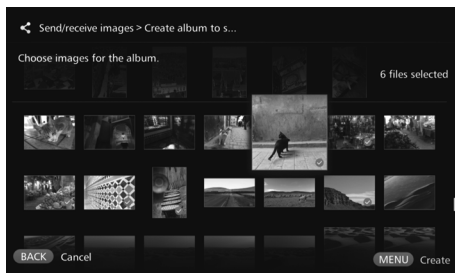 Send/receive images > Create album to s...
Choose images for the album.
6 files selected
BACK Cancel
MENU Create